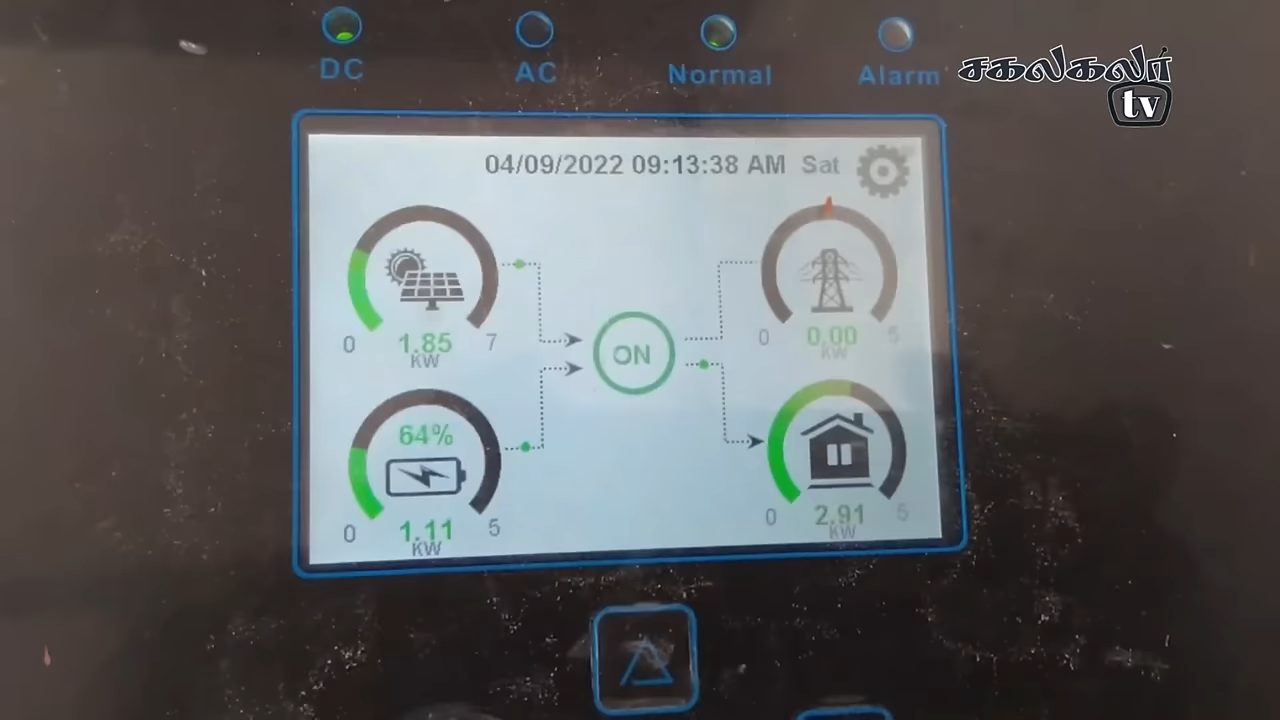 DC AC Normal Alarm
சகலகலர்
tv
04/09/2022 09:13:38 AM Sat
0 1.85 7
KW
0 0.00 5
KW
ON
64%
0 1.11 5
KW
0 2.91 5
KW